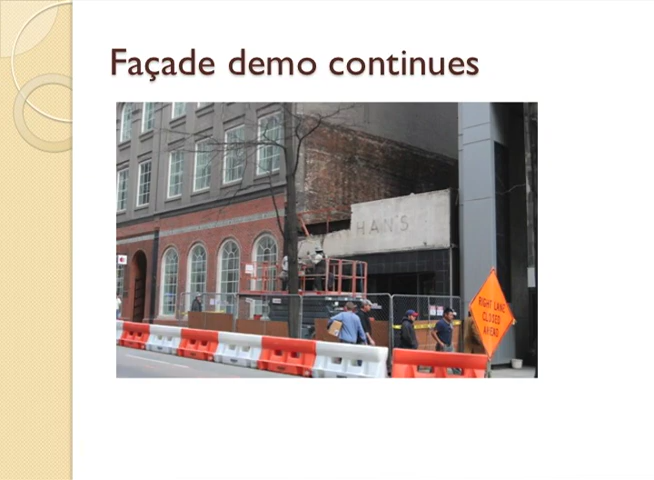 Façade demo continues
HAN'S
RIGHT LANE
CLOSED
AHEAD